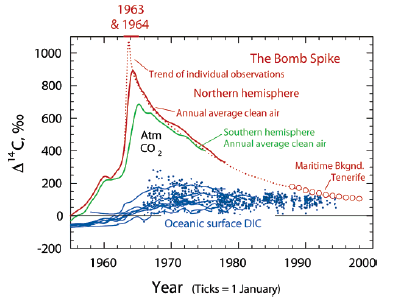 1963
& 1964
The Bomb Spike
Trend of individual observations
Northern hemisphere
Annual average clean air
Southern hemisphere
Annual average clean air
Atm
CO2
Maritime Bkgnd.
Tenerife
Oceanic surface DIC
Δ14C, ‰
1000
800
600
400
200
0
-200
1960
1970
1980
1990
2000
Year (Ticks = 1 January)